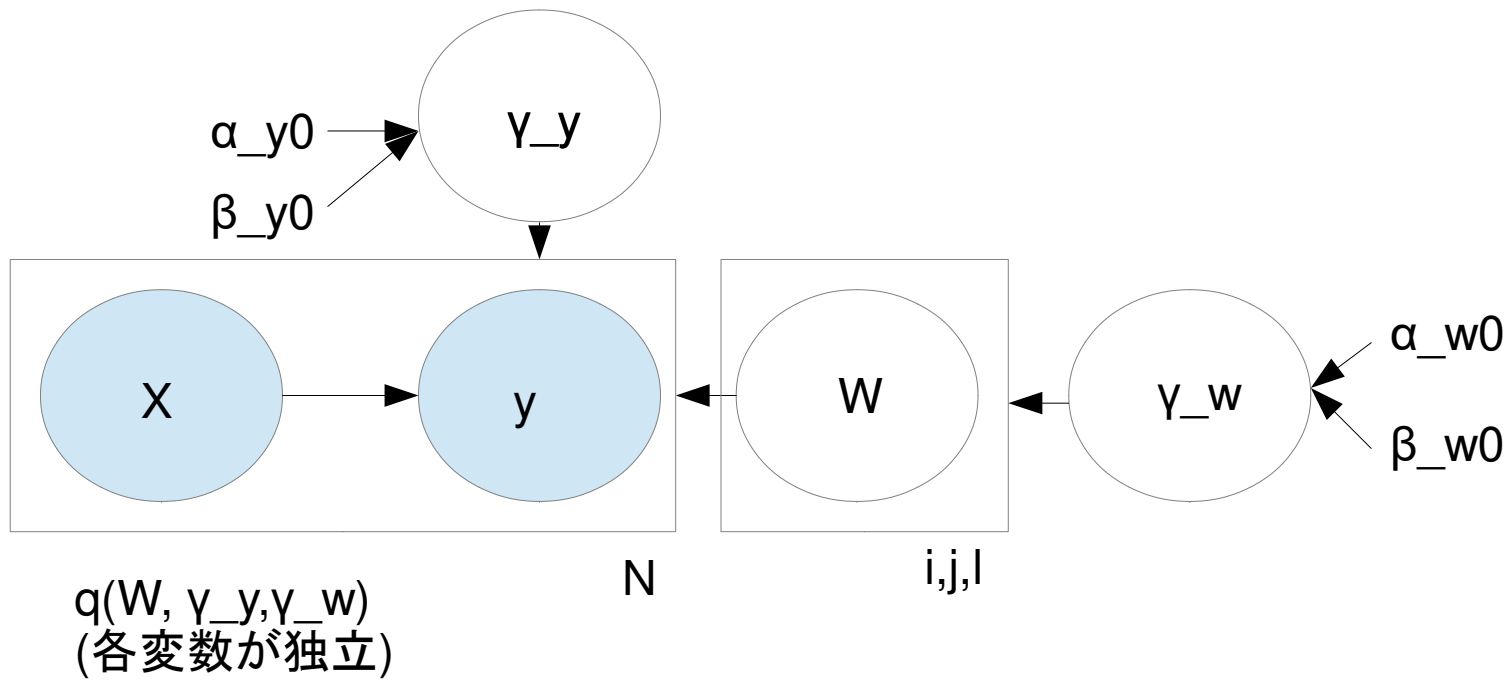 γ_y
α_y0
β_y0
X
y
W
γ_w
α_w0
β_w0
N
i,j,l
q(W, γ_y,γ_w)
(各変数が独立)